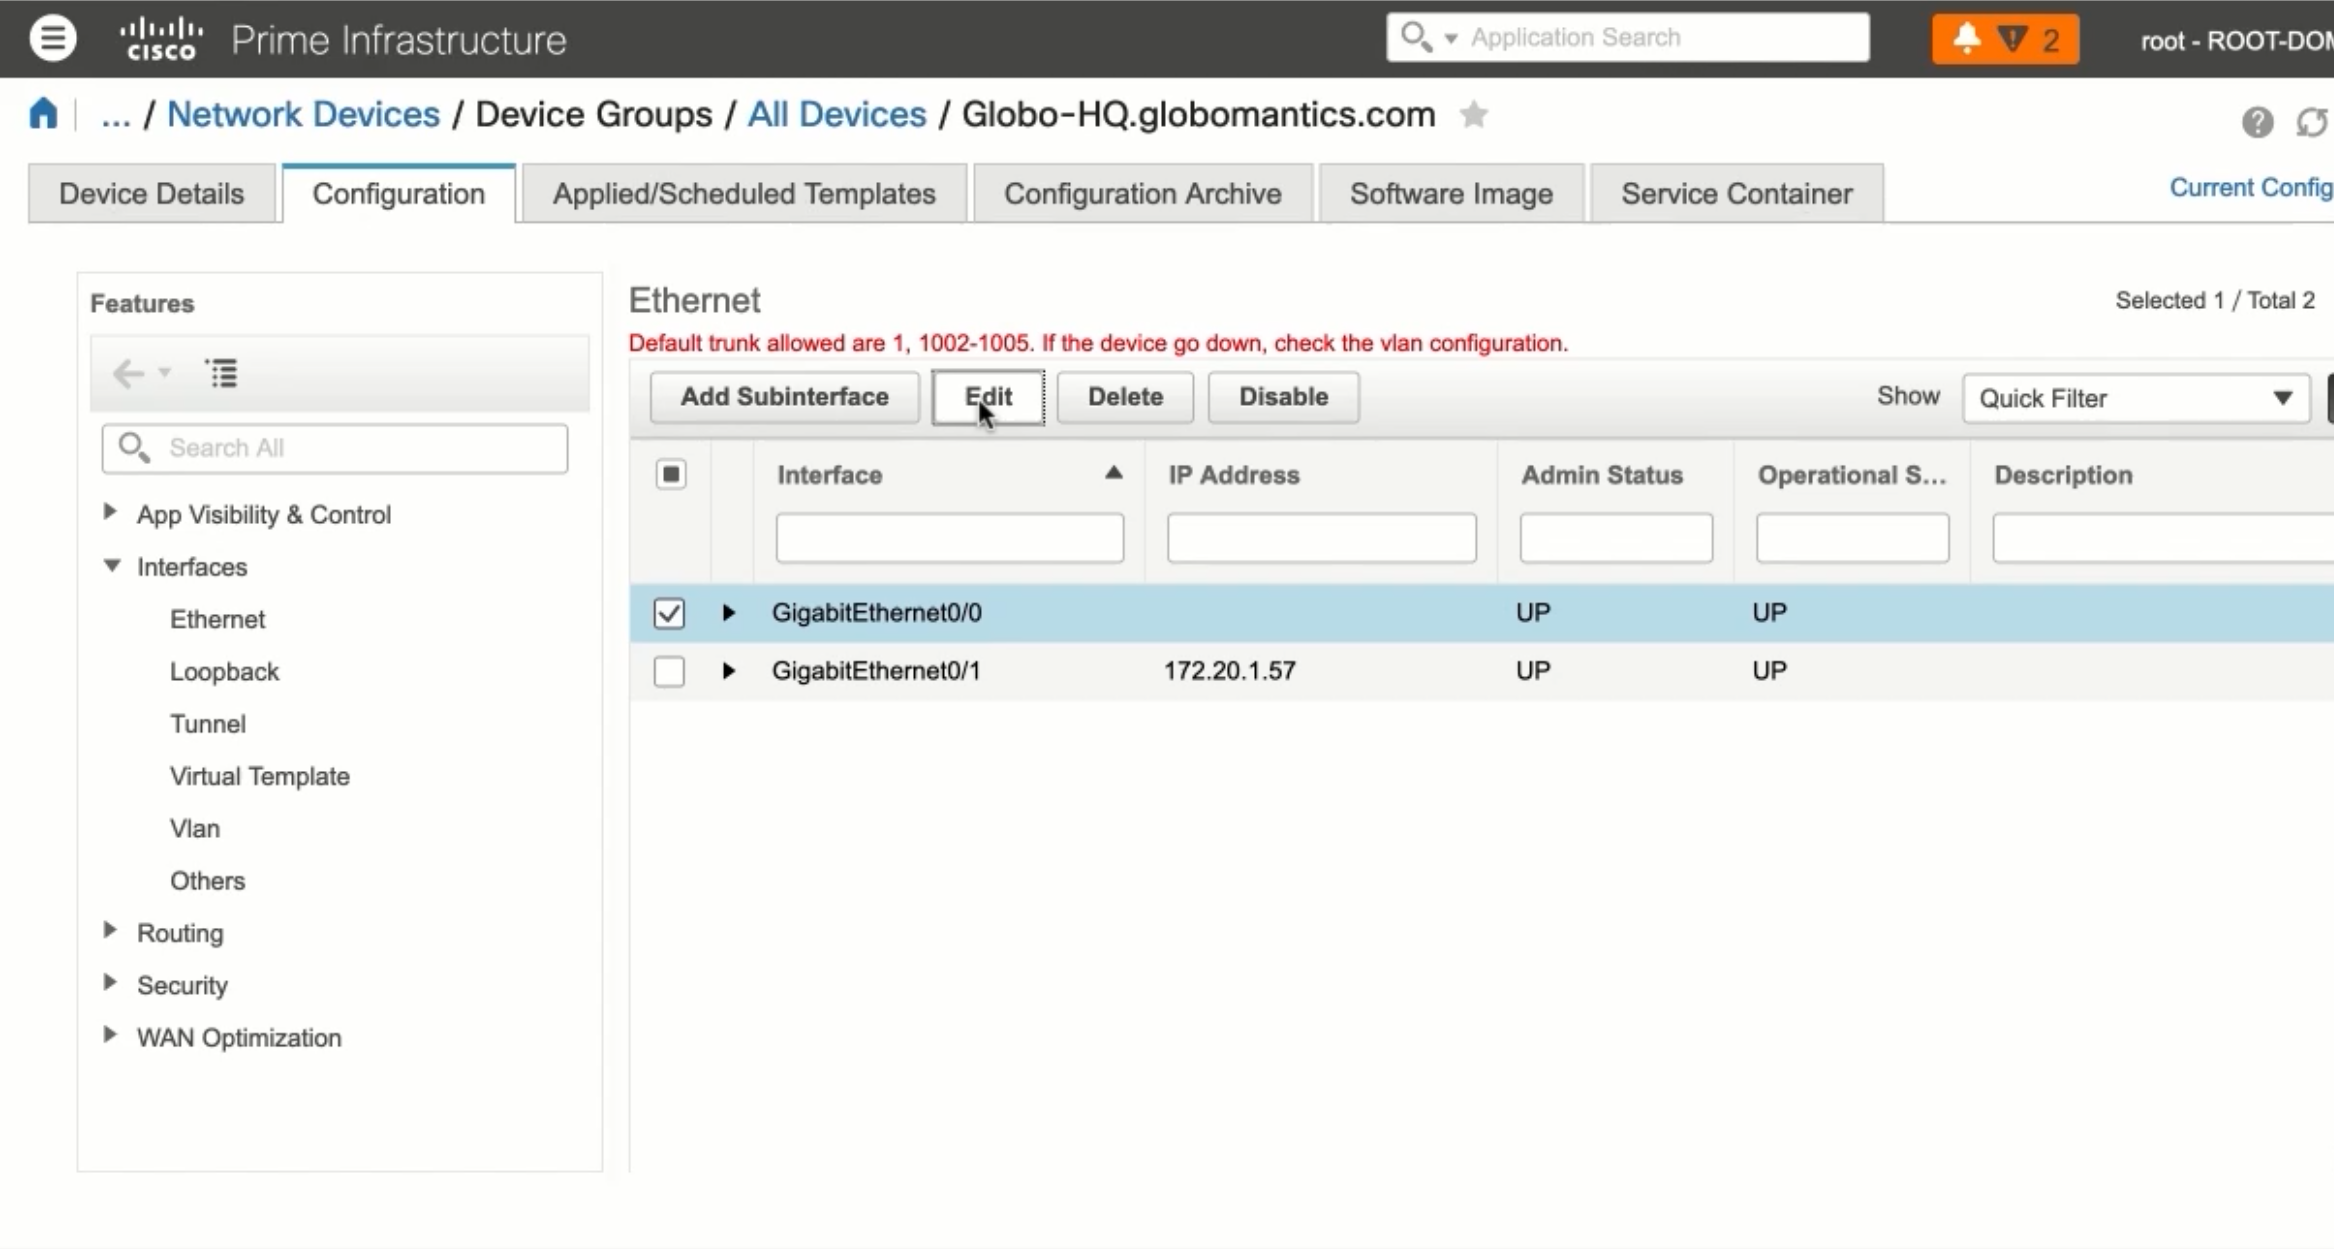 cisco Prime Infrastructure Application Search 2 root - ROOT-DOM
... / Network Devices / Device Groups / All Devices / Globo-HQ.globomantics.com
Device Details Configuration Applied/Scheduled Templates Configuration Archive Software Image Service Container Current Config
Features
Search All
App Visibility & Control
Interfaces
Ethernet
Loopback
Tunnel
Virtual Template
Vlan
Others
Routing
Security
WAN Optimization
Ethernet Selected 1 / Total 2
Default trunk allowed are 1, 1002-1005. If the device go down, check the vlan configuration.
Add Subinterface Edit Delete Disable Show Quick Filter
Interface IP Address Admin Status Operational S... Description
GigabitEthernet0/0 UP UP
GigabitEthernet0/1 172.20.1.57 UP UP